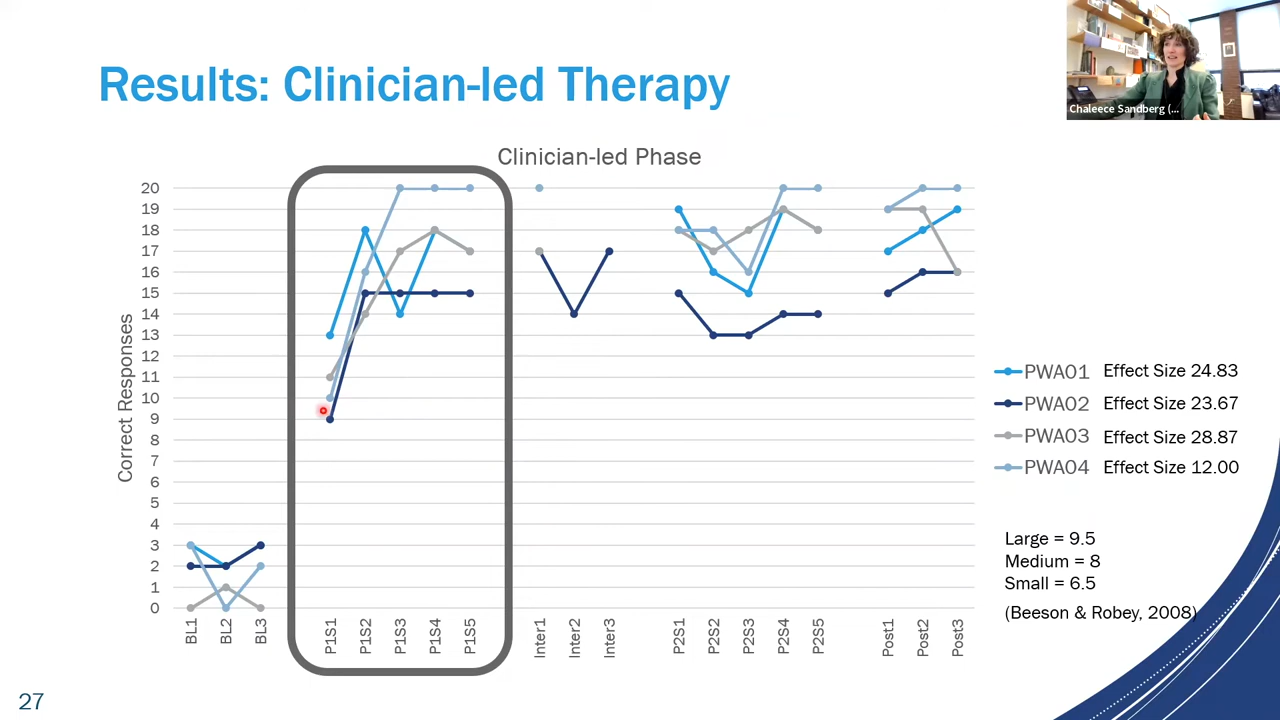 Results: Clinician-led Therapy
Chaleece Sandberg (...
Clinician-led Phase
Correct Responses
20
19
18
17
16
15
14
13
12
11
10
9
8
7
6
5
4
3
2
1
0
BL1
BL2
BL3
P1S1
P1S2
P1S3
P1S4
P1S5
Inter1
Inter2
Inter3
P2S1
P2S2
P2S3
P2S4
P2S5
Post1
Post2
Post3
PWA01 Effect Size 24.83
PWA02 Effect Size 23.67
PWA03 Effect Size 28.87
PWA04 Effect Size 12.00
Large = 9.5
Medium = 8
Small = 6.5
(Beeson & Robey, 2008)
27